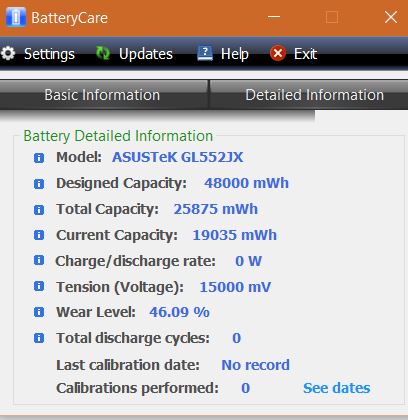 BatteryCare
Settings Updates Help Exit
Basic Information Detailed Information
Battery Detailed Information
Model: ASUSTeK GL552JX
Designed Capacity: 48000 mWh
Total Capacity: 25875 mWh
Current Capacity: 19035 mWh
Charge/discharge rate: 0 W
Tension (Voltage): 15000 mV
Wear Level: 46.09 %
Total discharge cycles: 0
Last calibration date: No record
Calibrations performed: 0 See dates